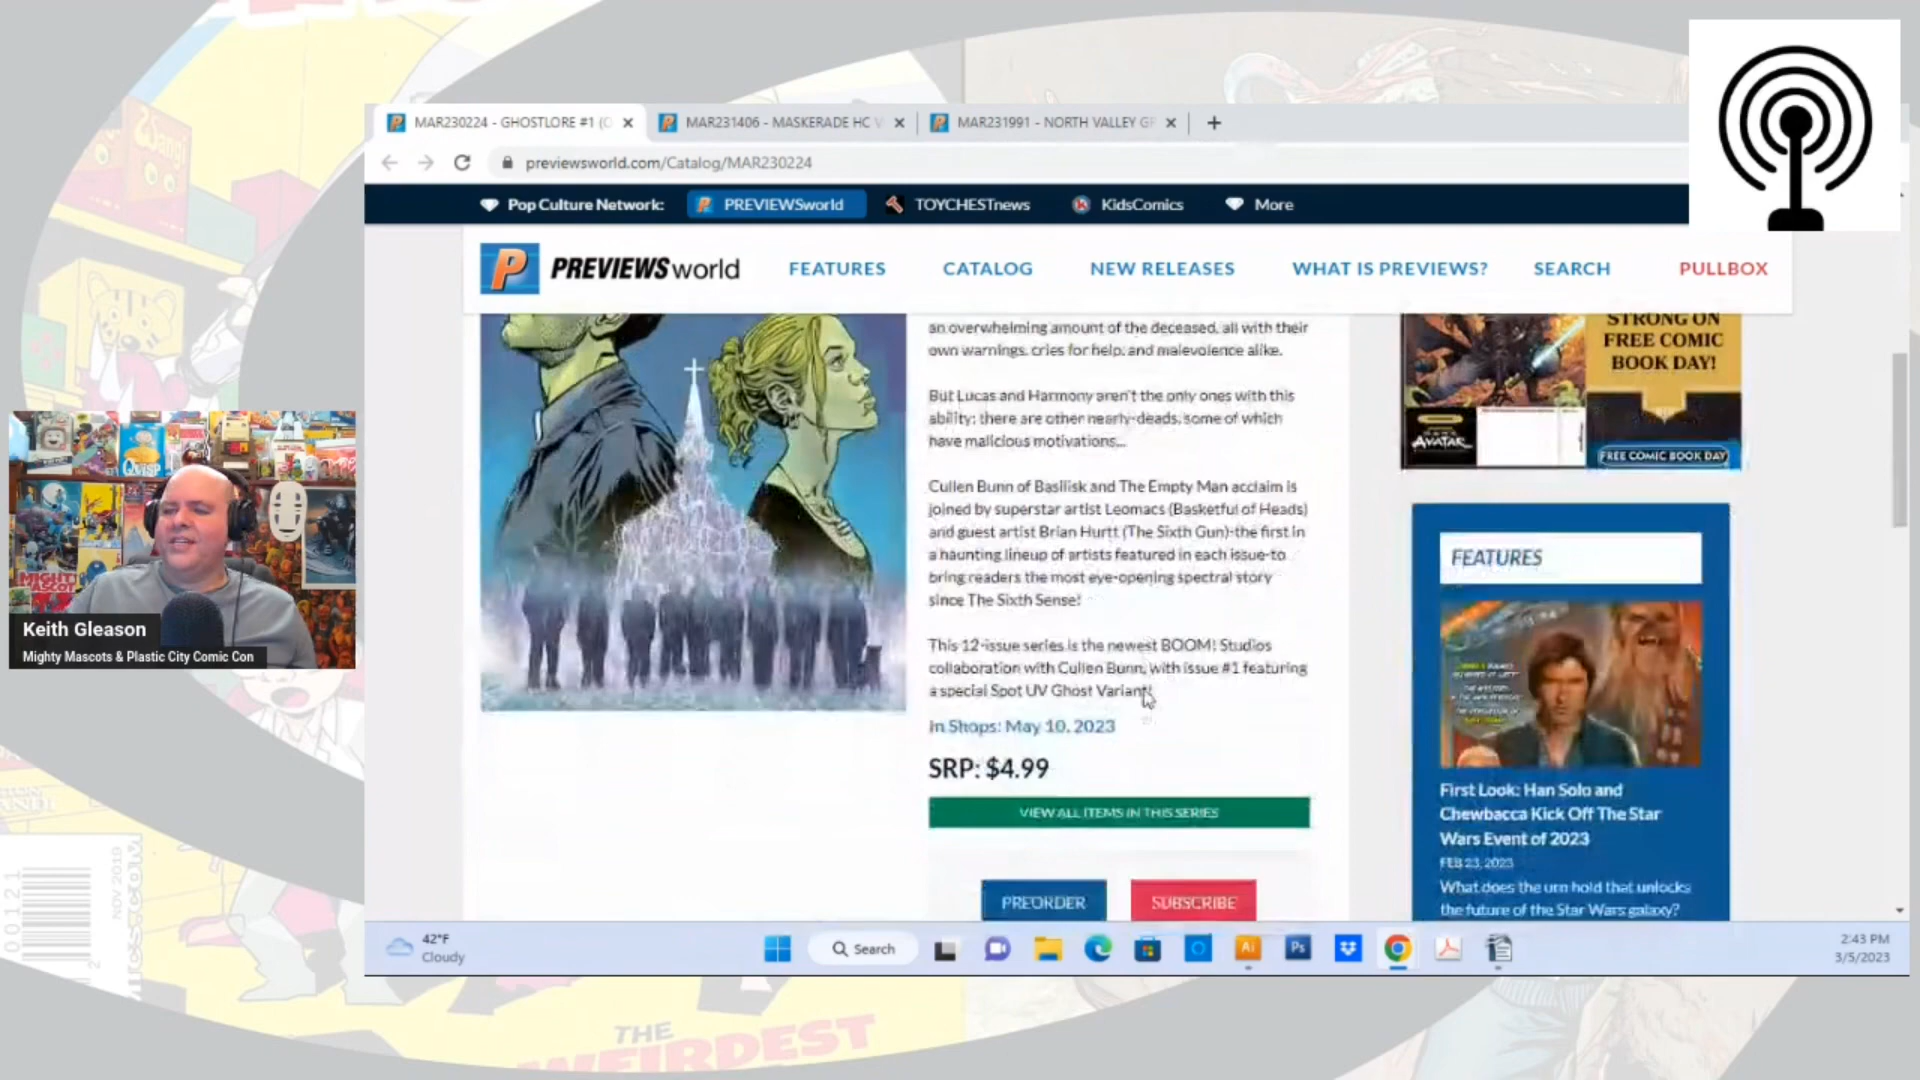 MAR230224 - GHOSTLORE #1 (
MAR231406 - MASKERADE HC V
MAR231991 - NORTH VALLEY GF
previewsworld.com/Catalog/MAR230224
Pop Culture Network:
PREVIEWSworld
TOYCHESTnews
KidsComics
More
PREVIEWSworld
FEATURES
CATALOG
NEW RELEASES
WHAT IS PREVIEWS?
SEARCH
PULLBOX
an overwhelming amount of the deceased, all with their
own warnings, cries for help, and malevolence alike.
But Lucas and Harmony aren't the only ones with this
ability; there are other nearly-deads, some of which
have malicious motivations...
Cullen Bunn of Basilisk and The Empty Man acclaim is
joined by superstar artist Leomacs (Basketful of Heads)
and guest artist Brian Hurtt (The Sixth Gun)-the first in
a haunting lineup of artists featured in each issue-to
bring readers the most eye-opening spectral story
since The Sixth Sense!
This 12-issue series is the newest BOOM! Studios
collaboration with Cullen Bunn, with issue #1 featuring
a special Spot UV Ghost Variant!
In Shops: May 10, 2023
SRP: $4.99
VIEW ALL ITEMS IN THIS SERIES
PREORDER
SUBSCRIBE
STRONG ON
FREE COMIC
BOOK DAY!
AVATAR
FREE COMIC BOOK DAY
FEATURES
First Look: Han Solo and
Chewbacca Kick Off The Star
Wars Event of 2023
FEB 23, 2023
What does the urn hold that unlocks
the future of the Star Wars galaxy?
QUISP
MIGHTY
MASCOTS
Keith Gleason
Mighty Mascots & Plastic City Comic Con
42°F
Cloudy
Search
Ai
Ps
2:43 PM
3/5/2023
00121
2
NOV 2019
THE
WEIRDEST